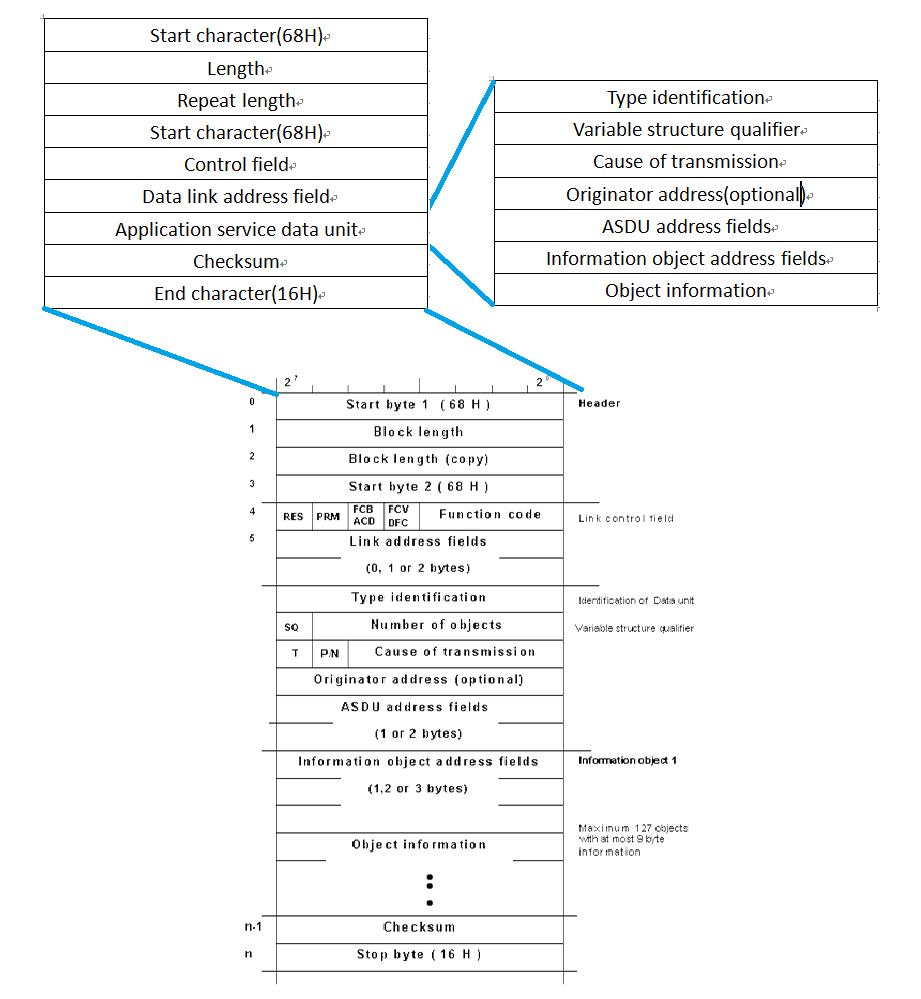 Start character(68H)
Length
Repeat length
Start character(68H)
Control field
Data link address field
Application service data unit
Checksum
End character(16H)
Type identification
Variable structure qualifier
Cause of transmission
Originator address(optional)
ASDU address fields
Information object address fields
Object information
2^7 2^0
0 Start byte 1 (68 H) Header
1 Block length
2 Block length (copy)
3 Start byte 2 (68 H)
4 RES PRM FCB ACD FCV DFC Function code Link control field
5 Link address fields
(0, 1 or 2 bytes)
Type identification Identification of Data unit
SQ Number of objects Variable structure qualifier
T P/N Cause of transmission
Originator address (optional)
ASDU address fields
(1 or 2 bytes)
Information object address fields Information object 1
(1,2 or 3 bytes)
Maximum 127 objects
with at most 9 byte
information
Object information
n-1 Checksum
n Stop byte (16 H)